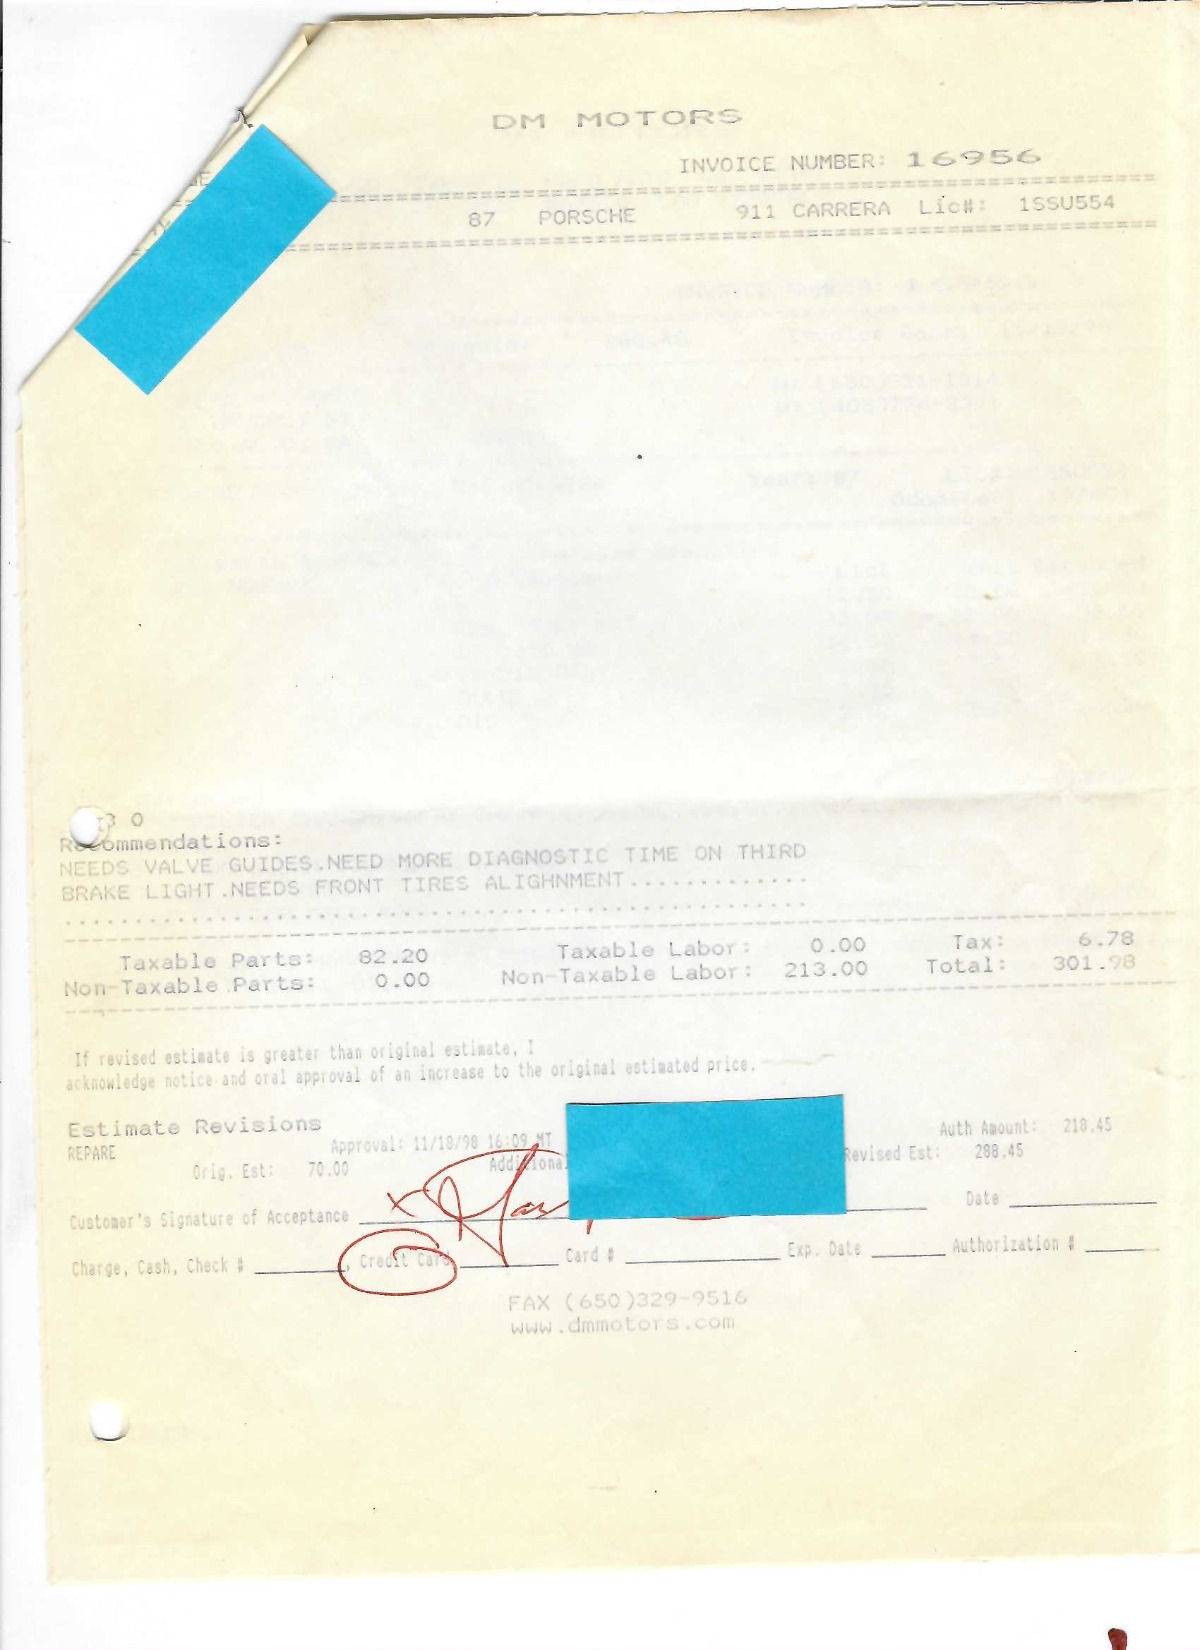 DM MOTORS
INVOICE NUMBER: 16956
87 PORSCHE 911 CARRERA Lic#: 1SSU554
3 0
Recommendations:
NEEDS VALVE GUIDES.NEED MORE DIAGNOSTIC TIME ON THIRD
BRAKE LIGHT.NEEDS FRONT TIRES ALIGHNMENT.............
Taxable Parts: 82.20 Taxable Labor: 0.00 Tax: 6.78
Non-Taxable Parts: 0.00 Non-Taxable Labor: 213.00 Total: 301.98
If revised estimate is greater than original estimate, I
acknowledge notice and oral approval of an increase to the original estimated price.
Estimate Revisions
REPARE Approval: 11/18/98 16:09 MT Auth Amount: 218.45
Orig. Est: 70.00 Additional Revised Est: 288.45
Customer's Signature of Acceptance x Date
Charge, Cash, Check # , Credit Card Card # Exp. Date Authorization #
FAX (650)329-9516
www.dmmotors.com